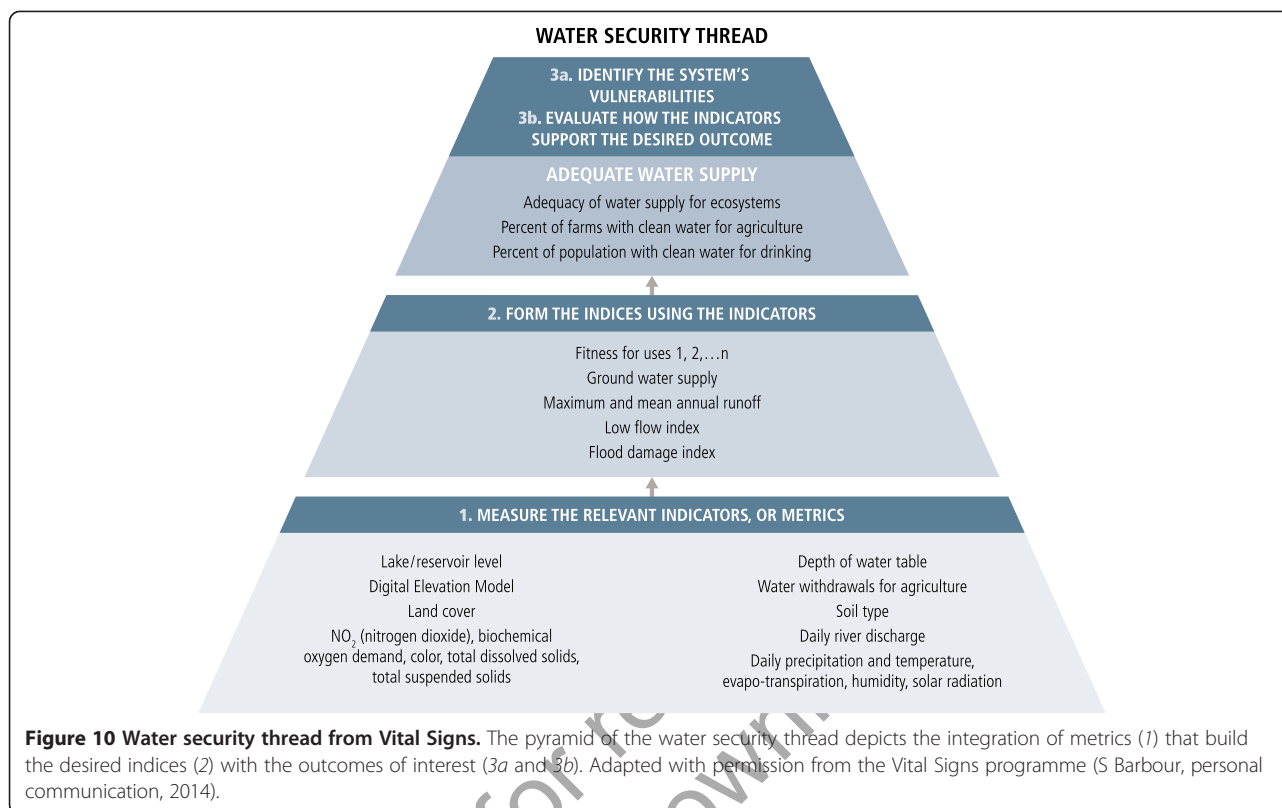 WATER SECURITY THREAD
3a. IDENTIFY THE SYSTEM'S
VULNERABILITIES
3b. EVALUATE HOW THE INDICATORS
SUPPORT THE DESIRED OUTCOME
ADEQUATE WATER SUPPLY
Adequacy of water supply for ecosystems
Percent of farms with clean water for agriculture
Percent of population with clean water for drinking
2. FORM THE INDICES USING THE INDICATORS
Fitness for uses 1, 2,…n
Ground water supply
Maximum and mean annual runoff
Low flow index
Flood damage index
1. MEASURE THE RELEVANT INDICATORS, OR METRICS
Lake/reservoir level
Digital Elevation Model
Land cover
NO2 (nitrogen dioxide), biochemical
oxygen demand, color, total dissolved solids,
total suspended solids
Depth of water table
Water withdrawals for agriculture
Soil type
Daily river discharge
Daily precipitation and temperature,
evapo-transpiration, humidity, solar radiation
Figure 10 Water security thread from Vital Signs. The pyramid of the water security thread depicts the integration of metrics (1) that build
the desired indices (2) with the outcomes of interest (3a and 3b). Adapted with permission from the Vital Signs programme (S Barbour, personal
communication, 2014).